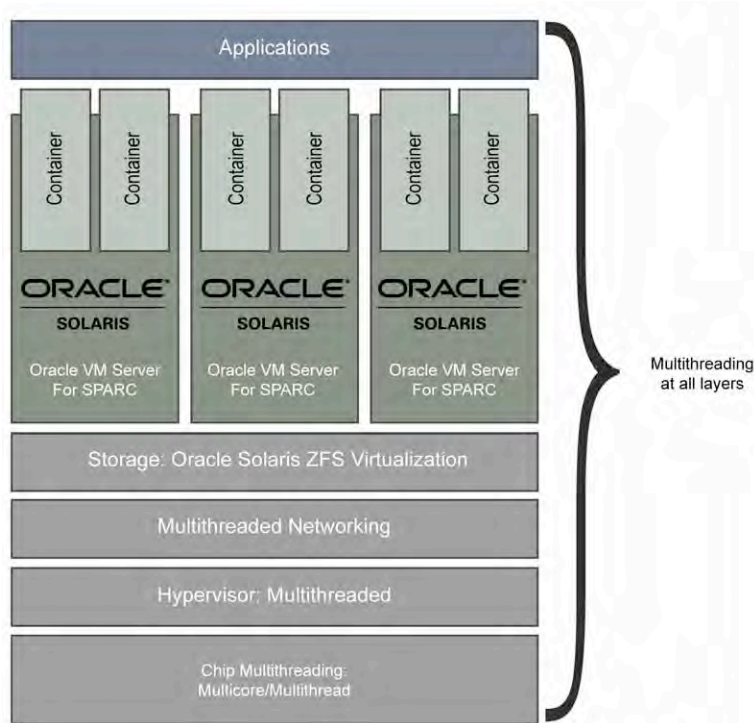 Applications
Container
Container
Container
Container
Container
Container
ORACLE
SOLARIS
Oracle VM Server
For SPARC
ORACLE
SOLARIS
Oracle VM Server
For SPARC
ORACLE
SOLARIS
Oracle VM Server
For SPARC
Multithreading
at all layers
Storage: Oracle Solaris ZFS Virtualization
Multithreaded Networking
Hypervisor: Multithreaded
Chip Multithreading:
Multicore/Multithread